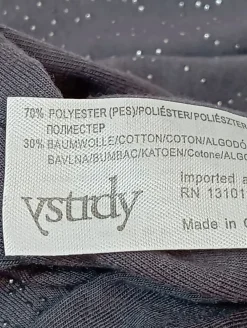 70% POLYESTER (PES)/POLIÉSTER/POLIÉSZTER
ПОЛИЕСТЕР
30% BAUMWOLLE/COTTON/COTON/ALGODÓ
BAVLNA/BUMBAC/KATOEN/Cotone/ALGO
Imported a
RN 13101
vstrdy
Made in